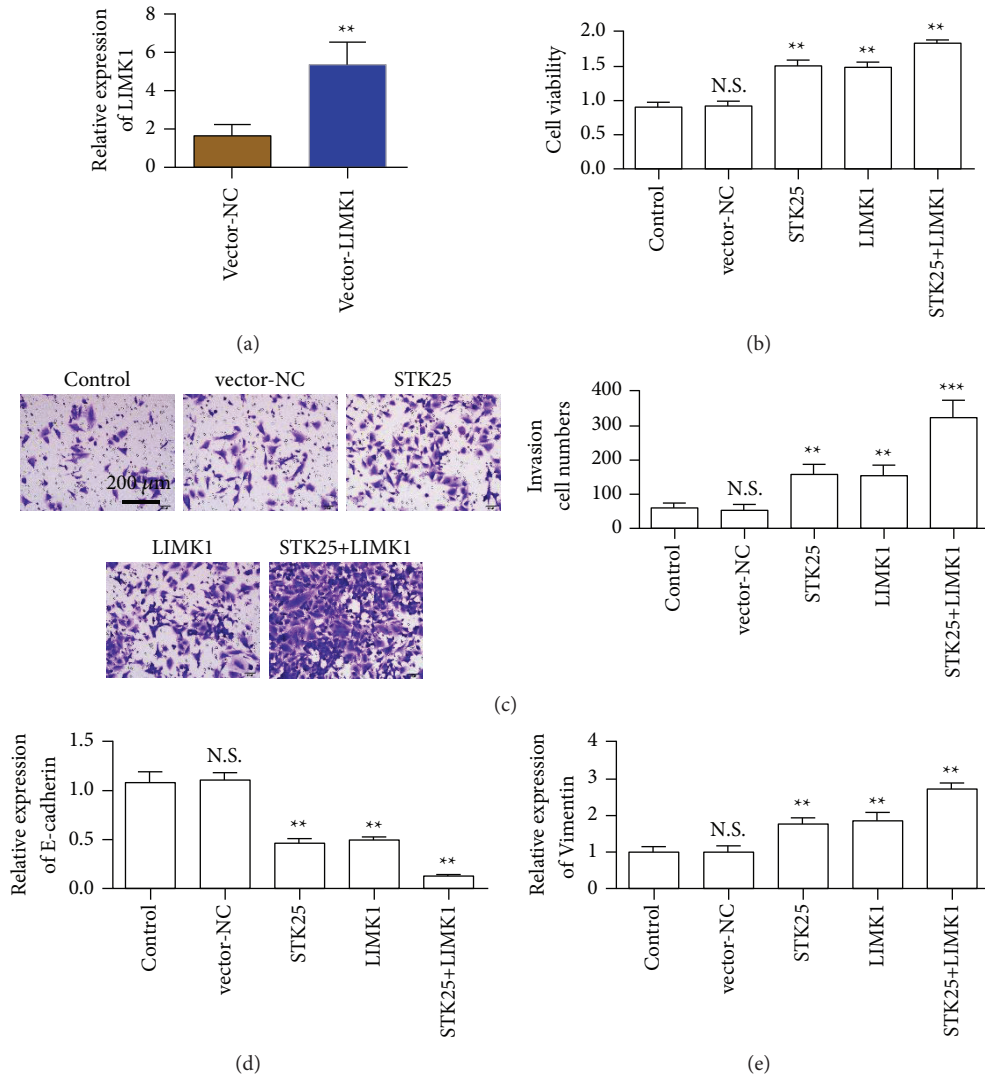 Relative expression
of LIMK1
8
6
4
2
0
**
Vector-NC
Vector-LIMK1
(a)
Cell viability
2.0
1.5
1.0
0.5
0.0
N.S.
**
**
**
Control
vector-NC
STK25
LIMK1
STK25+LIMK1
(b)
Control
vector-NC
STK25
200 μm
LIMK1
STK25+LIMK1
Invasion
cell numbers
400
300
200
100
0
N.S.
**
**
***
Control
vector-NC
STK25
LIMK1
STK25+LIMK1
(c)
Relative expression
of E-cadherin
1.5
1.0
0.5
0.0
N.S.
**
**
**
Control
vector-NC
STK25
LIMK1
STK25+LIMK1
(d)
Relative expression
of Vimentin
4
3
2
1
0
N.S.
**
**
**
Control
vector-NC
STK25
LIMK1
STK25+LIMK1
(e)